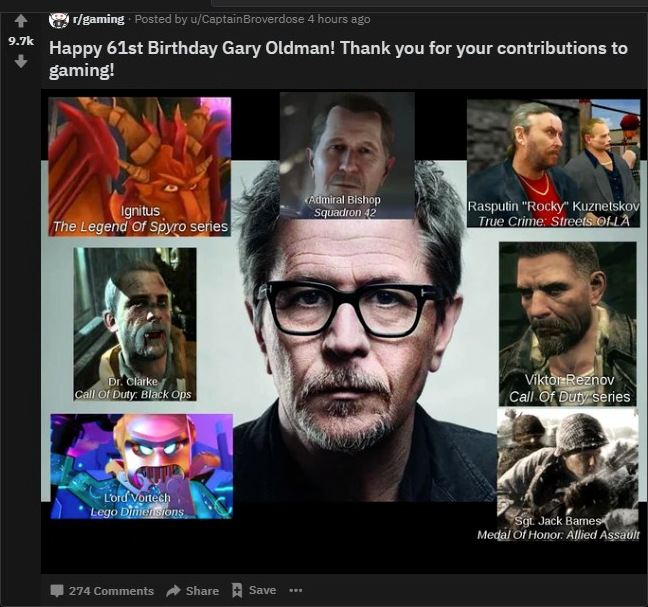 r/gaming · Posted by u/CaptainBroverdose 4 hours ago
9.7k
Happy 61st Birthday Gary Oldman! Thank you for your contributions to
gaming!
Ignitus
The Legend Of Spyro series
Admiral Bishop
Squadron 42
Rasputin "Rocky" Kuznetskov
True Crime: Streets Of LA
Dr. Clarke
Call Of Duty: Black Ops
Viktor Reznov
Call Of Duty series
Lord Vortech
Lego Dimensions
Sgt. Jack Barnes
Medal Of Honor: Allied Assault
274 Comments Share Save ···